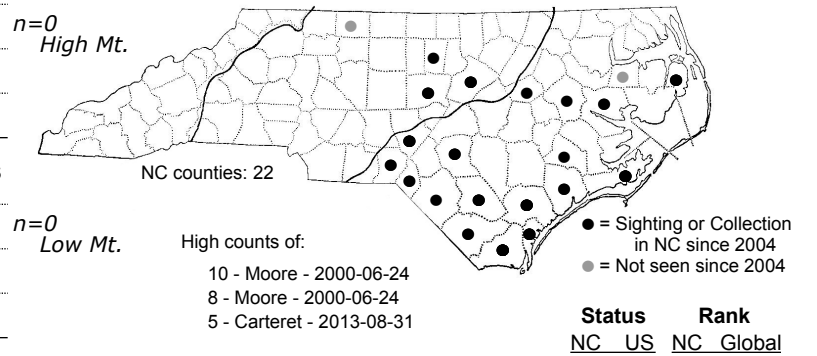 n=0
High Mt.
NC counties: 22
n=0
Low Mt.
High counts of:
10 - Moore - 2000-06-24
8 - Moore - 2000-06-24
5 - Carteret - 2013-08-31
● = Sighting or Collection
in NC since 2004
● = Not seen since 2004
Status Rank
NC US NC Global